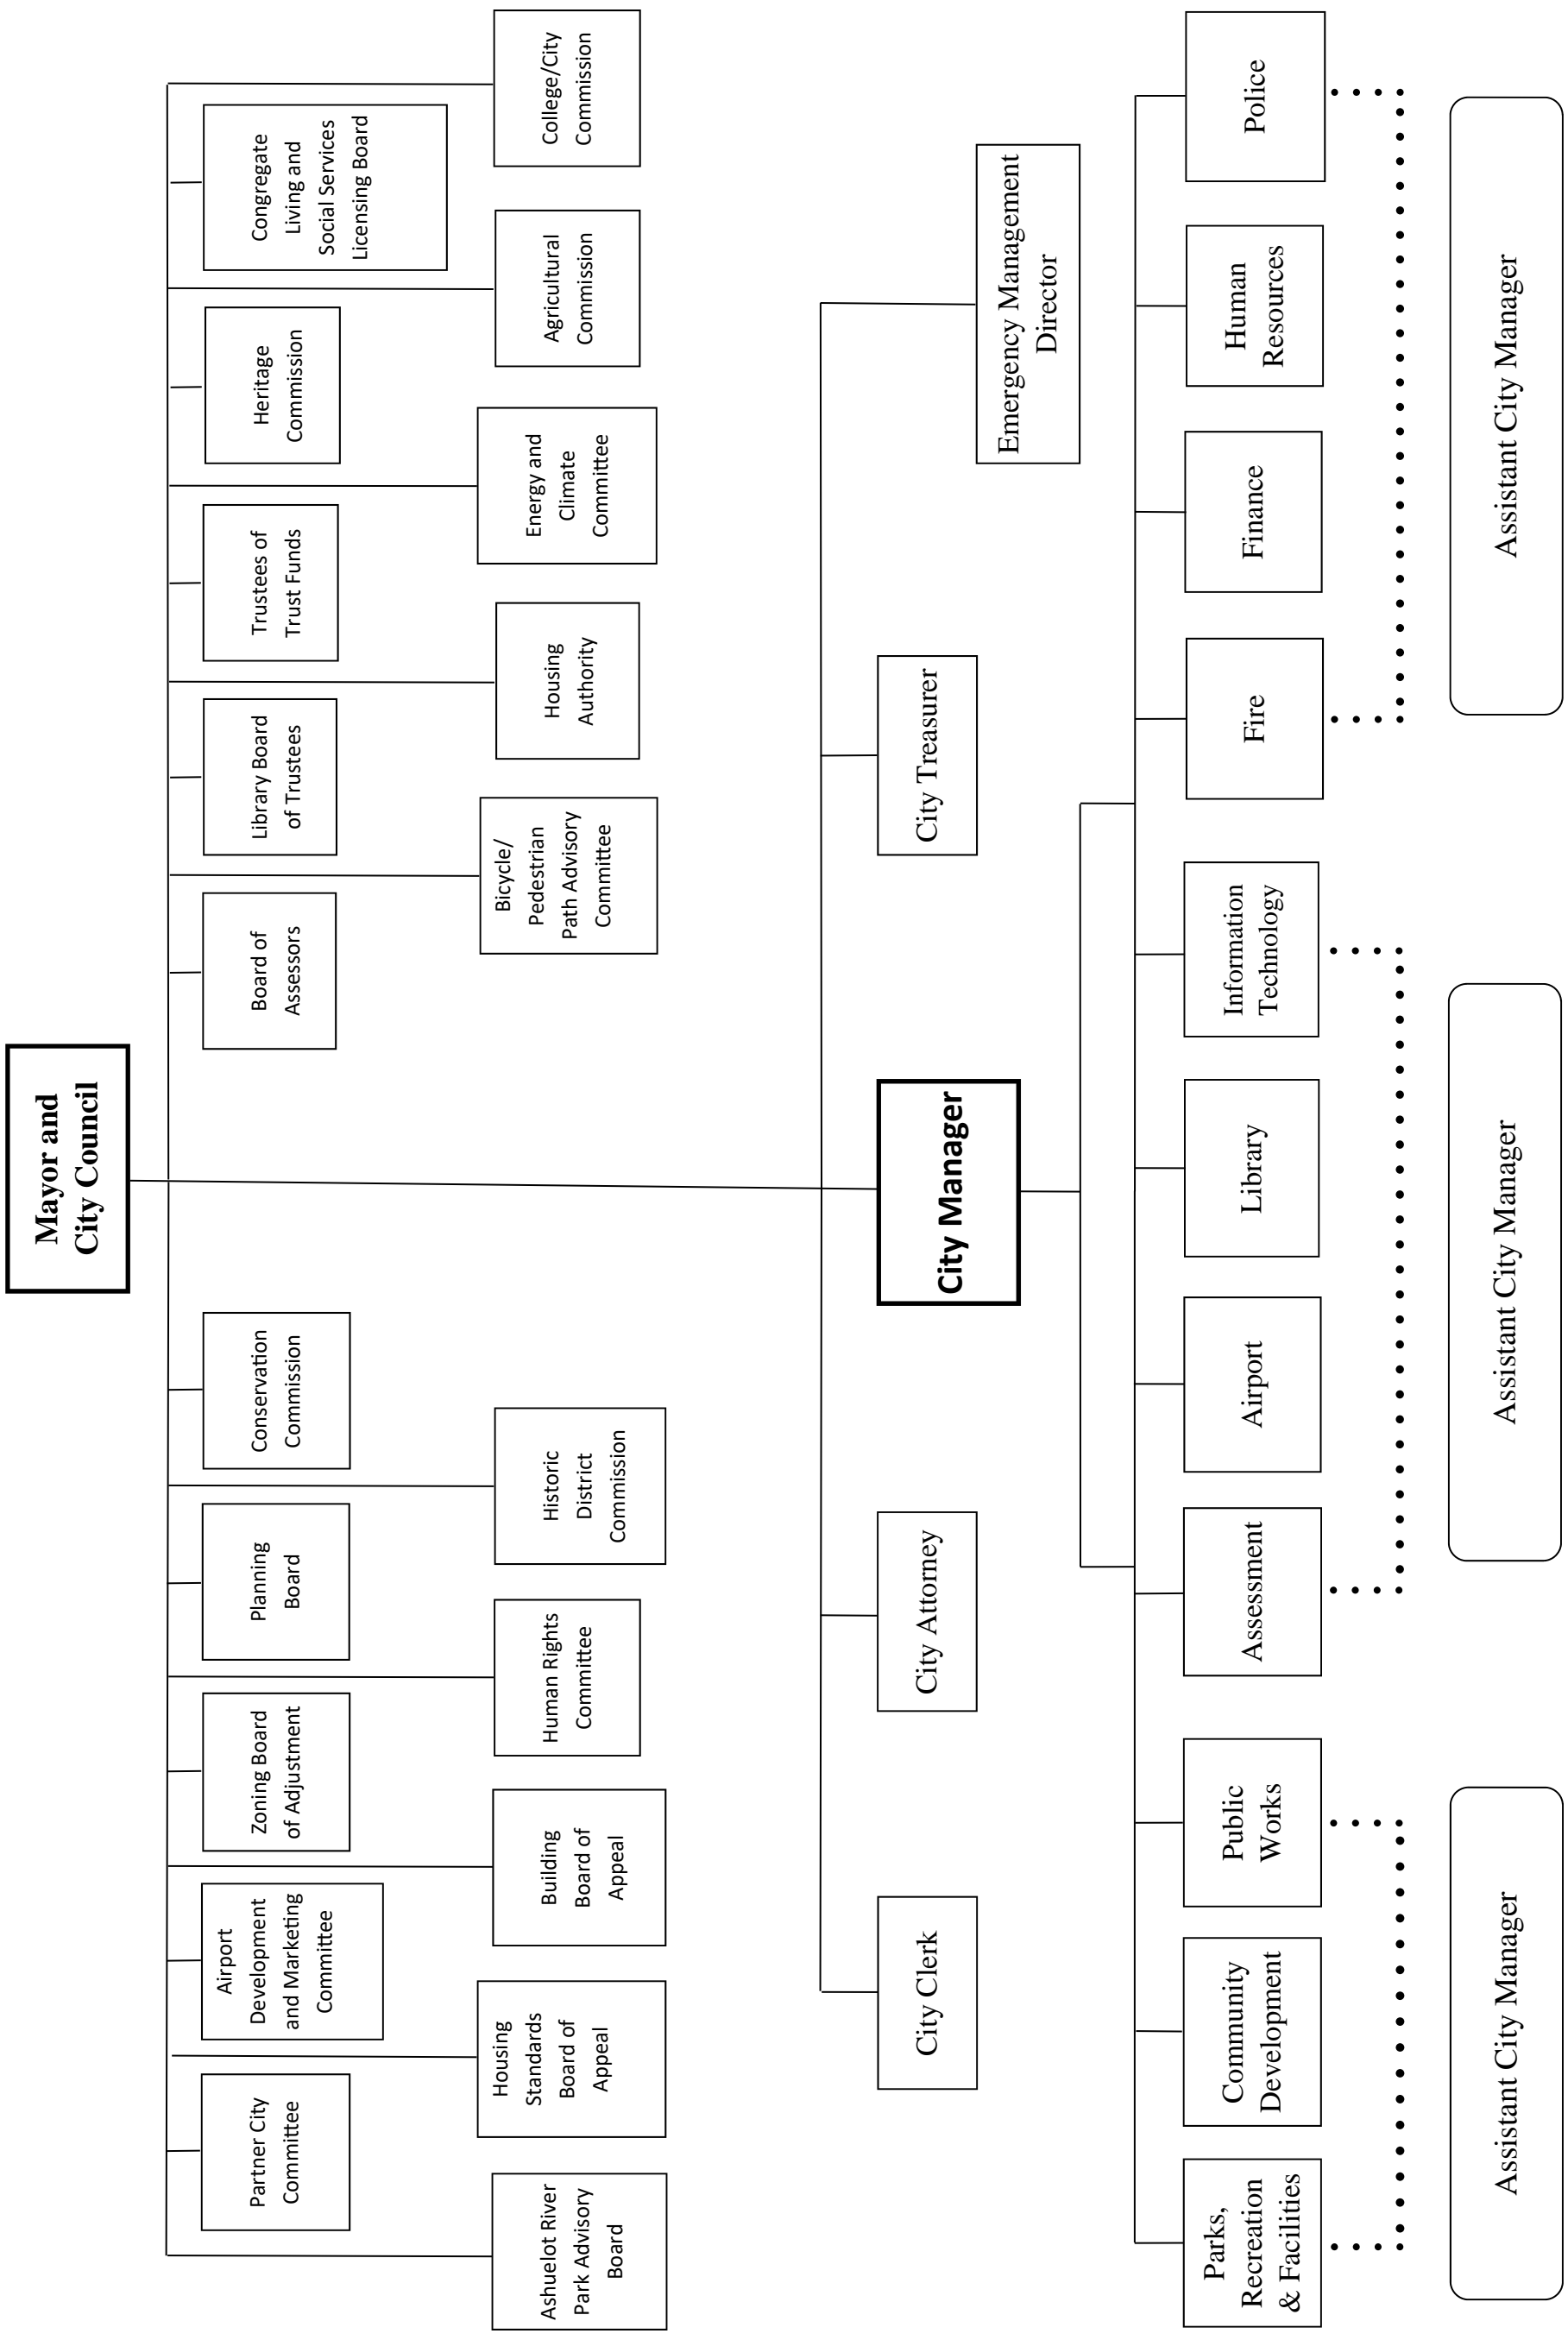 Mayor and
City Council
Partner City
Committee
Airport
Development
and Marketing
Committee
Zoning Board
of Adjustment
Planning
Board
Conservation
Commission
Board of
Assessors
Library Board
of Trustees
Trustees of
Trust Funds
Heritage
Commission
Congregate
Living and
Social Services
Licensing Board
Ashuelot River
Park Advisory
Board
Housing
Standards
Board of
Appeal
Building
Board of
Appeal
Human Rights
Committee
Historic
District
Commission
Bicycle/
Pedestrian
Path Advisory
Committee
Housing
Authority
Energy and
Climate
Committee
Agricultural
Commission
College/City
Commission
City Clerk
City Attorney
City Manager
City Treasurer
Emergency Management
Director
Parks,
Recreation
& Facilities
Community
Development
Public
Works
Assessment
Airport
Library
Information
Technology
Fire
Finance
Human
Resources
Police
Assistant City Manager
Assistant City Manager
Assistant City Manager